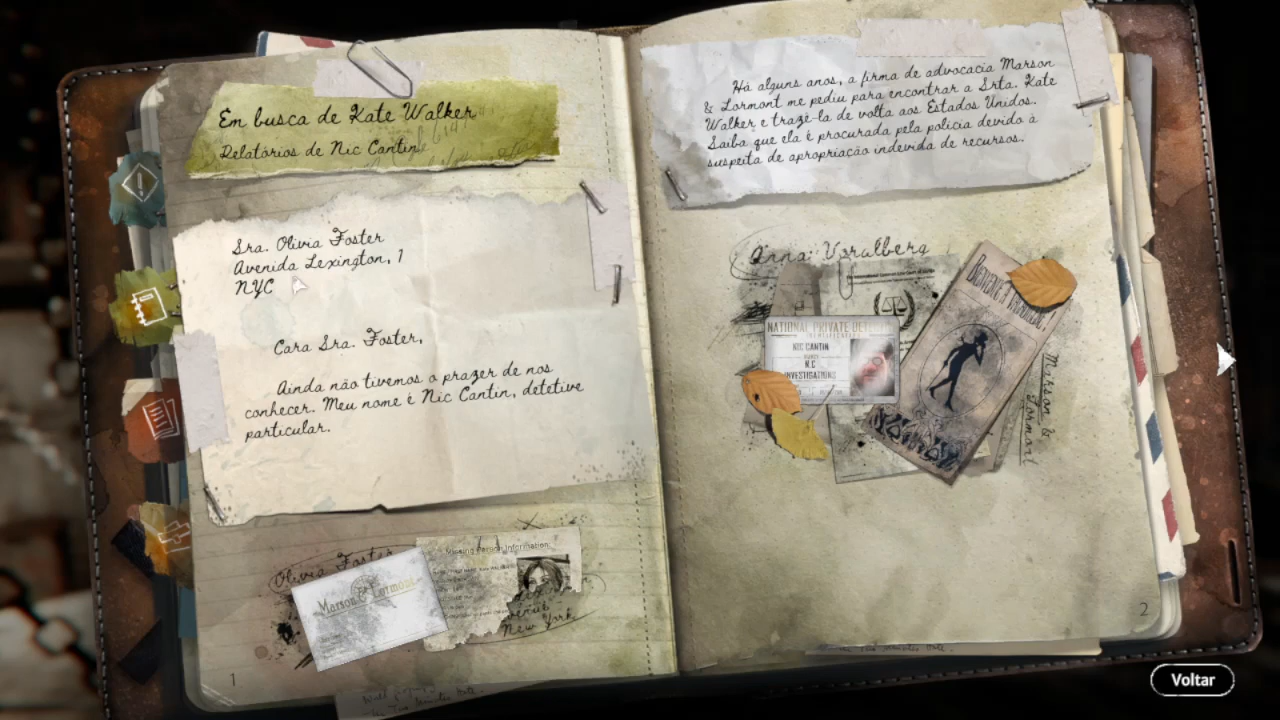 Em busca de Kate Walker
Relatórios de Nic Cantin
Sra. Olivia Foster
Avenida Lexington, 1
NYC
Cara Sra. Foster,
Ainda não tivemos o prazer de nos
conhecer. Meu nome é Nic Cantin, detetive
particular.
Olivia Foster
Marson & Lormont
Missing Person Information:
New York
1
Há alguns anos, a firma de advocacia Marson
& Lormont me pediu para encontrar a Srta. Kate
Walker e trazê-la de volta aos Estados Unidos.
Saiba que ela é procurada pela polícia devido à
suspeita de apropriação indevida de recursos.
Anna Voralberg
NATIONAL PRIVATE
NIC CANTIN
N.C
INVESTIGATIONS
BIENVENUE À
Marson &
Lormont
2
Voltar